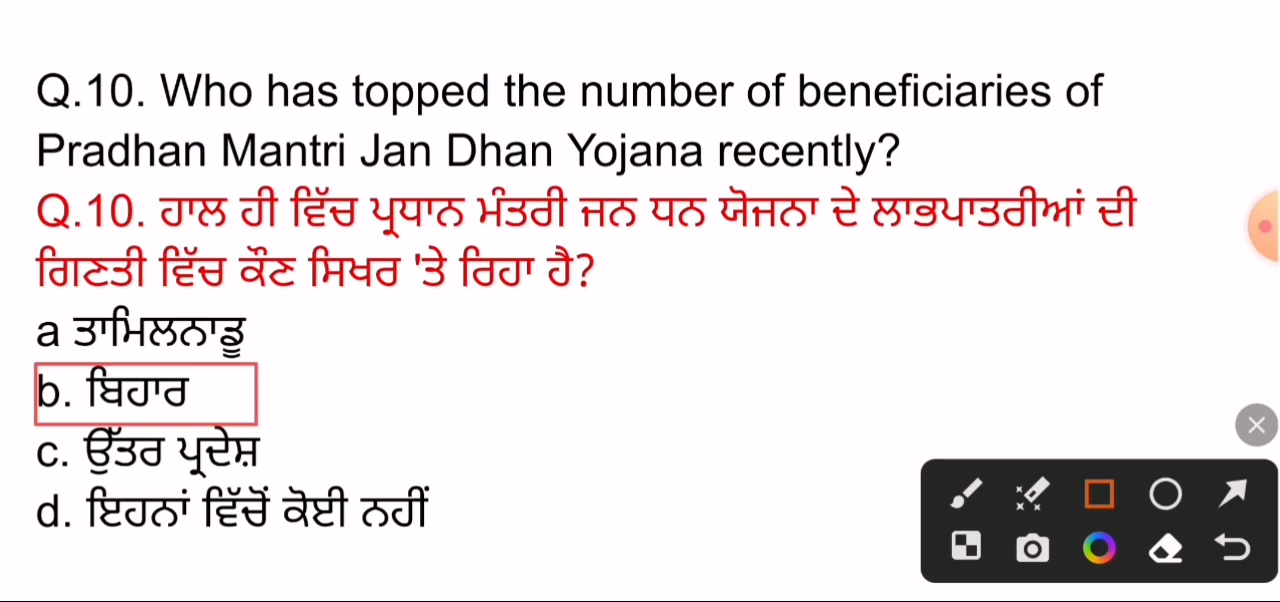 Q.10. Who has topped the number of beneficiaries of
Pradhan Mantri Jan Dhan Yojana recently?
Q.10. ਹਾਲ ਹੀ ਵਿੱਚ ਪ੍ਰਧਾਨ ਮੰਤਰੀ ਜਨ ਧਨ ਯੋਜਨਾ ਦੇ ਲਾਭਪਾਤਰੀਆਂ ਦੀ
ਗਿਣਤੀ ਵਿੱਚ ਕੌਣ ਸਿਖਰ 'ਤੇ ਰਿਹਾ ਹੈ?
a ਤਾਮਿਲਨਾਡੂ
b. ਬਿਹਾਰ
c. ਉੱਤਰ ਪ੍ਰਦੇਸ਼
d. ਇਹਨਾਂ ਵਿੱਚੋਂ ਕੋਈ ਨਹੀਂ